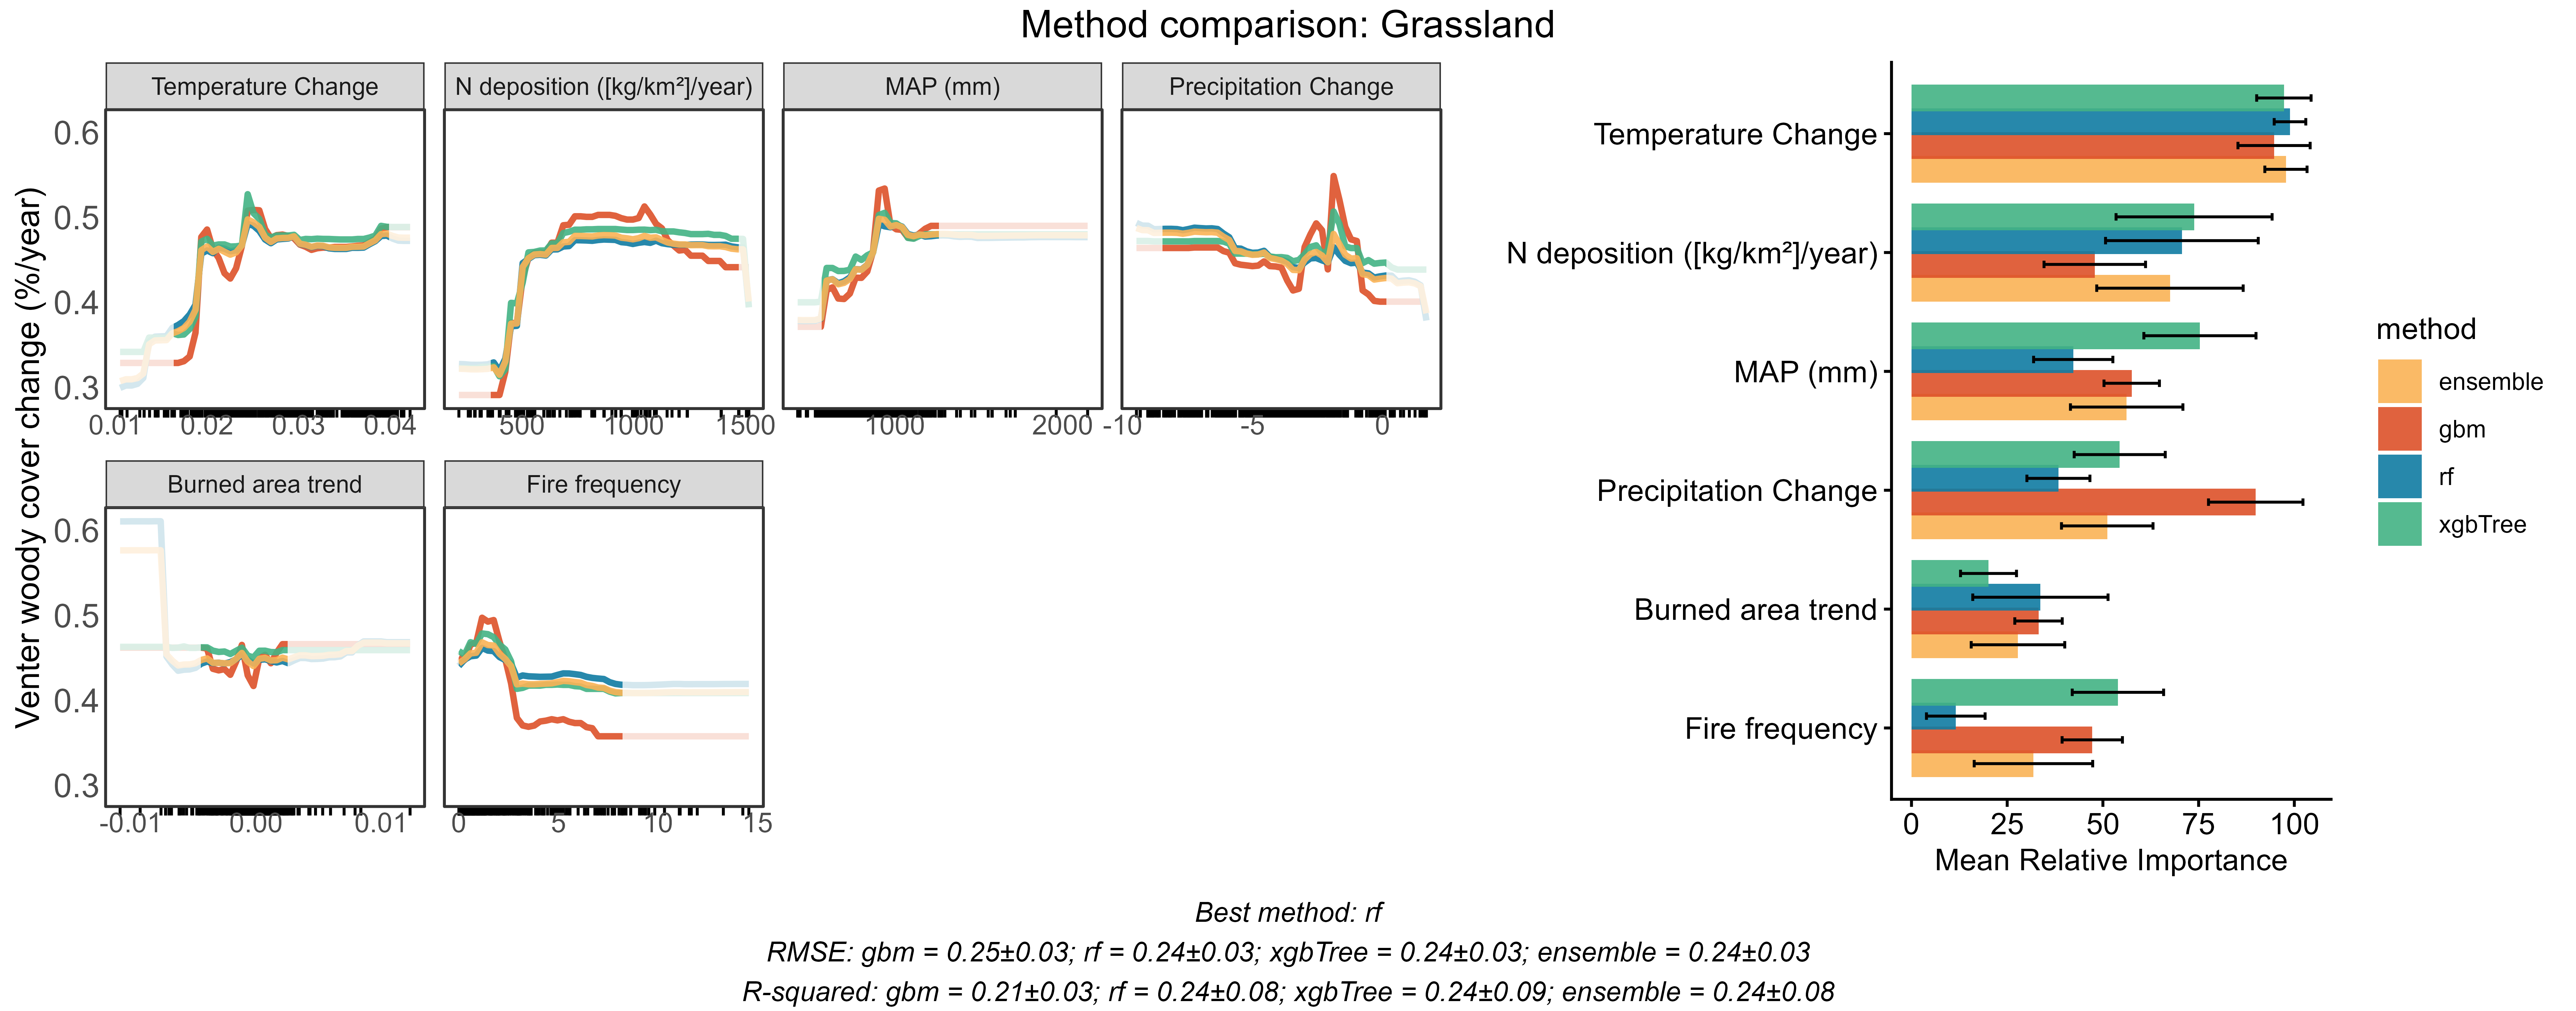 Method comparison: Grassland
Temperature Change
N deposition ([kg/km²]/year)
MAP (mm)
Precipitation Change
Venter woody cover change (%/year)
0.6
0.5
0.4
0.3
0.01 0.02 0.03 0.04
500 1000 1500
1000 2000
-10 -5 0
Burned area trend
Fire frequency
0.6
0.5
0.4
0.3
-0.01 0.00 0.01
0 5 10 15
Temperature Change
N deposition ([kg/km²]/year)
MAP (mm)
Precipitation Change
Burned area trend
Fire frequency
0 25 50 75 100
Mean Relative Importance
method
ensemble
gbm
rf
xgbTree
Best method: rf
RMSE: gbm = 0.25±0.03; rf = 0.24±0.03; xgbTree = 0.24±0.03; ensemble = 0.24±0.03
R-squared: gbm = 0.21±0.03; rf = 0.24±0.08; xgbTree = 0.24±0.09; ensemble = 0.24±0.08